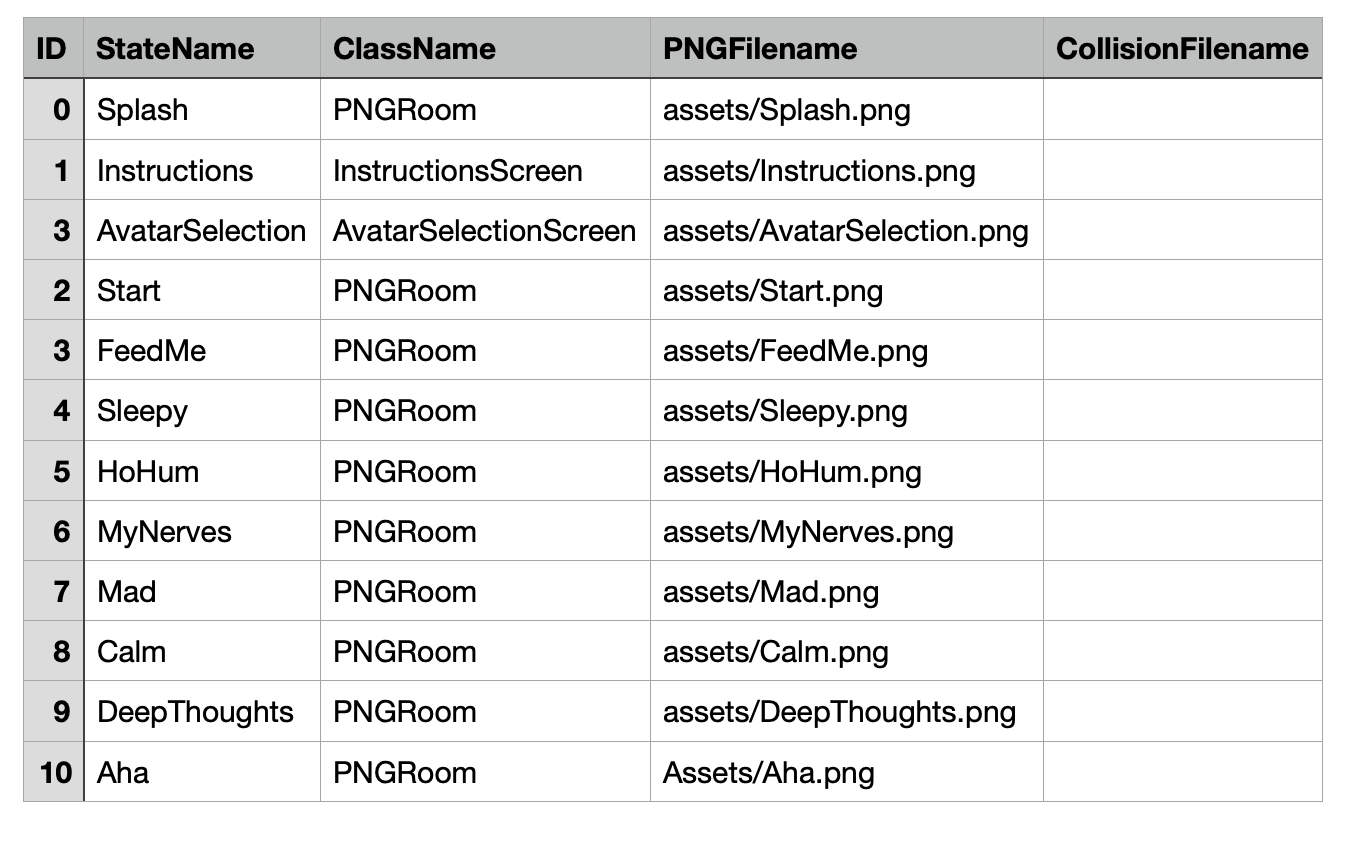 ID StateName ClassName PNGFilename CollisionFilename
0 Splash PNGRoom assets/Splash.png
1 Instructions InstructionsScreen assets/Instructions.png
3 AvatarSelection AvatarSelectionScreen assets/AvatarSelection.png
2 Start PNGRoom assets/Start.png
3 FeedMe PNGRoom assets/FeedMe.png
4 Sleepy PNGRoom assets/Sleepy.png
5 HoHum PNGRoom assets/HoHum.png
6 MyNerves PNGRoom assets/MyNerves.png
7 Mad PNGRoom assets/Mad.png
8 Calm PNGRoom assets/Calm.png
9 DeepThoughts PNGRoom assets/DeepThoughts.png
10 Aha PNGRoom Assets/Aha.png